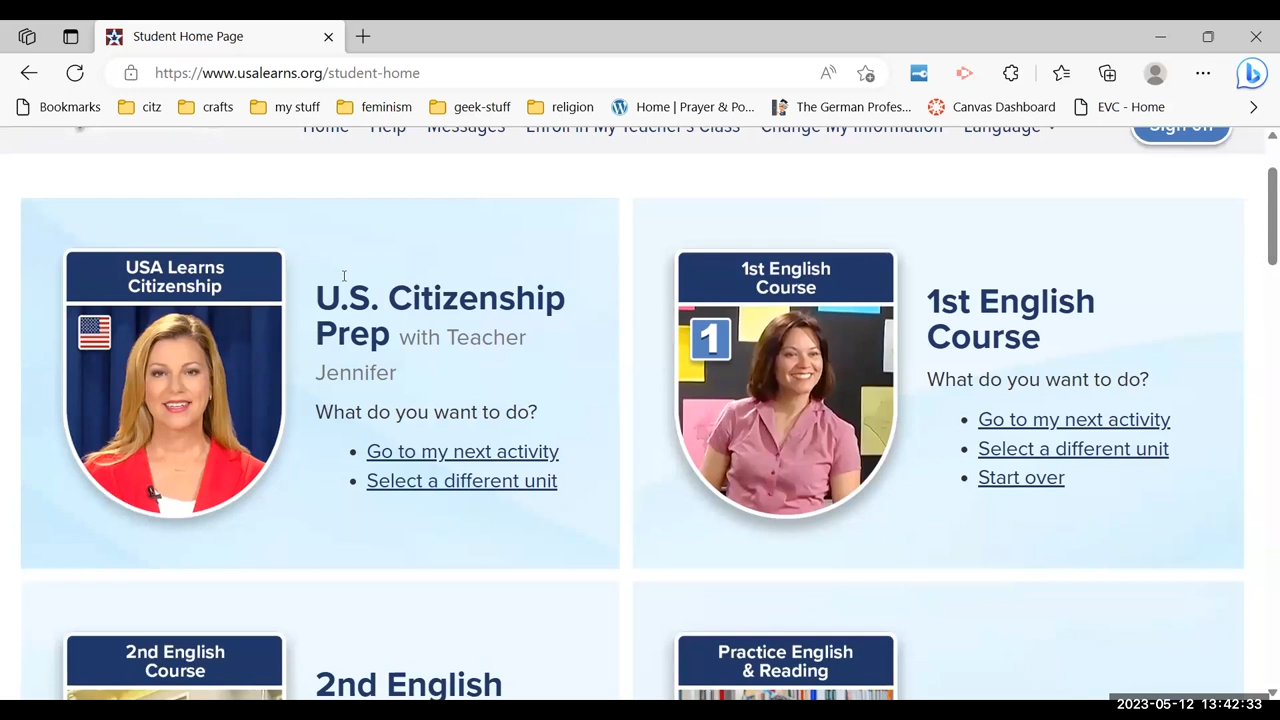 Student Home Page
https://www.usalearns.org/student-home
Bookmarks citz crafts my stuff feminism geek-stuff religion Home | Prayer & Po... The German Profes... Canvas Dashboard EVC - Home
Home Help Messages Enroll in My Teacher's Class Change My Information Language Sign off
USA Learns
Citizenship
U.S. Citizenship
Prep with Teacher
Jennifer
What do you want to do?
Go to my next activity
Select a different unit
1st English
Course
1
1st English
Course
What do you want to do?
Go to my next activity
Select a different unit
Start over
2nd English
Course
2nd English
Practice English
& Reading
2023-05-12 13:42:33